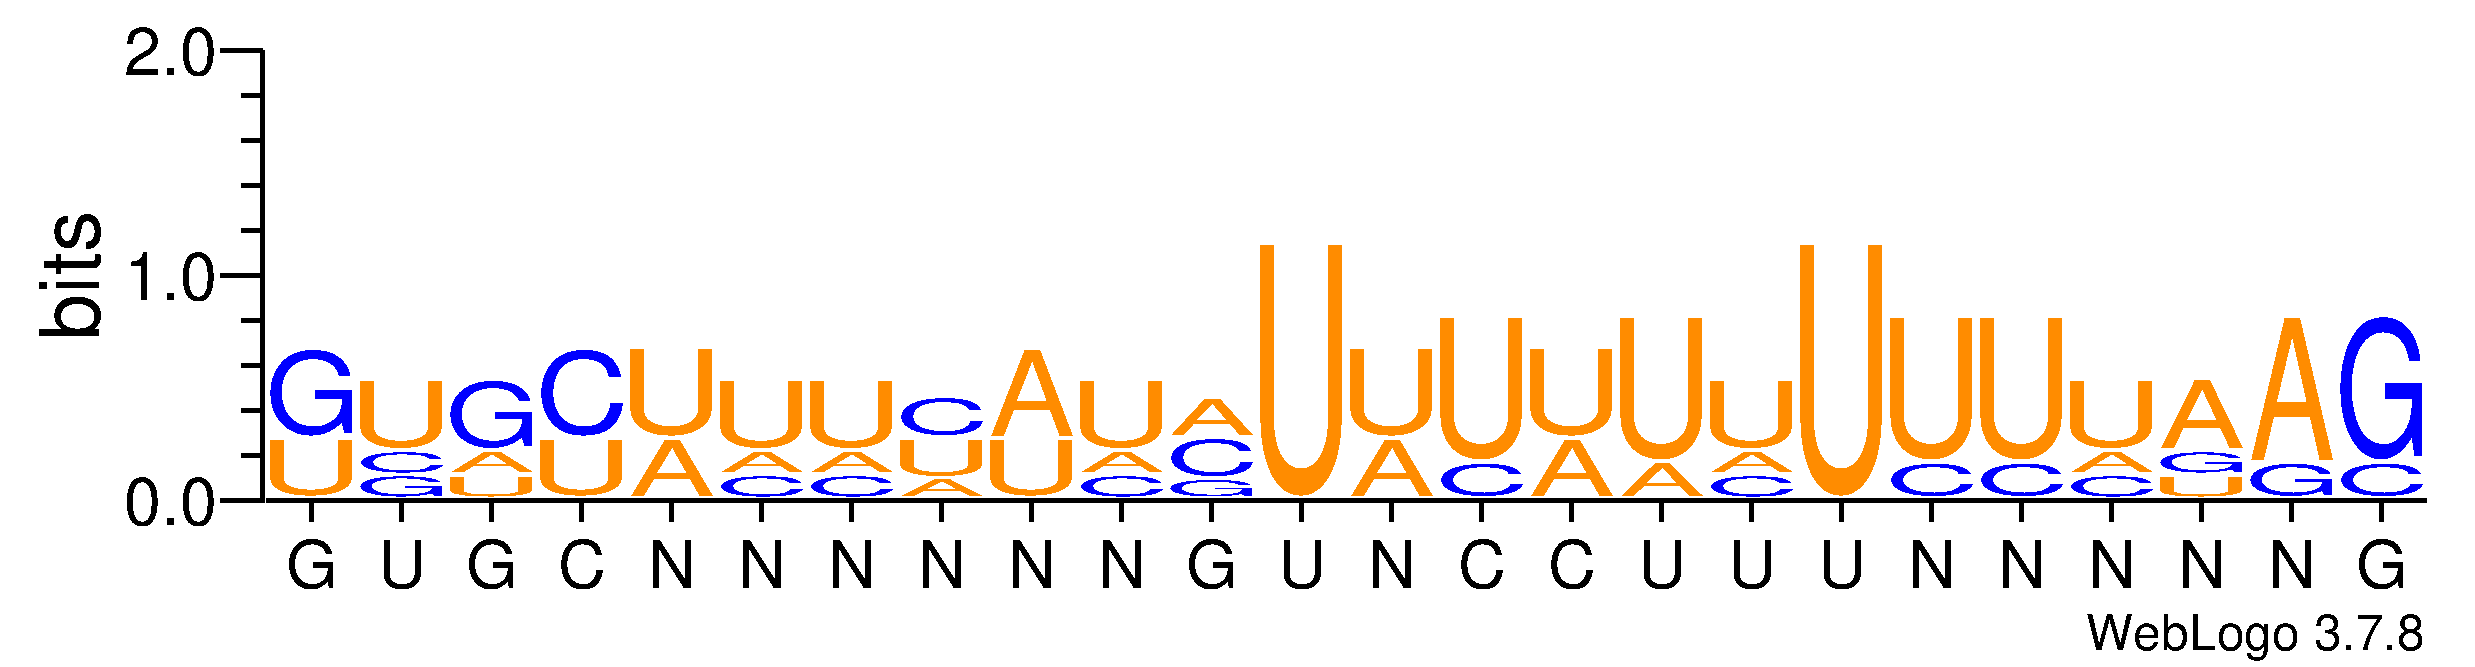 2.0
1.0
0.0
bits
G U G C U U U C A U A U U U U U U U U U U A A G
U C A U A A A U U A C A C A A A C C A G G C
G U C C A C G C C U
G U G C N N N N N N G U N C C U U U N N N N N G
WebLogo 3.7.8